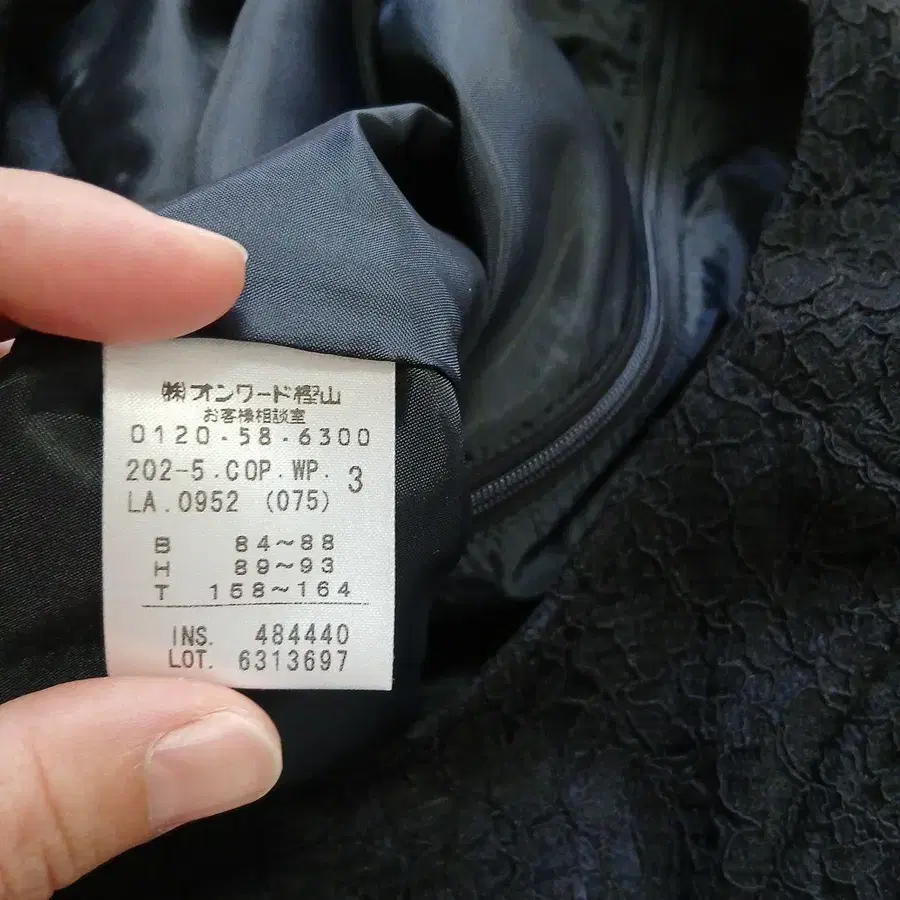 ㈱オンワード樫山
お客様相談室
0120-58-6300
202-5.COP.WP. 3
LA.0952 (075)
B 84~88
H 89~93
T 158~164
INS. 484440
LOT. 6313697